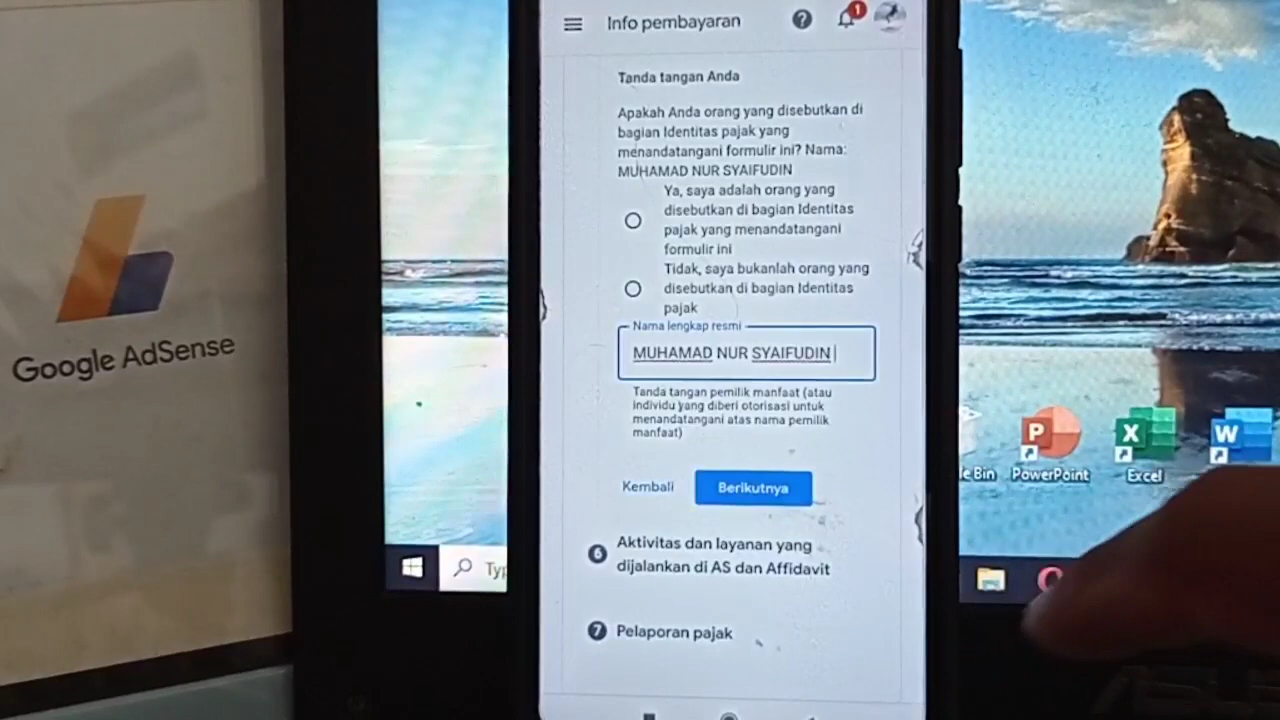 Google AdSense
Info pembayaran
1
Tanda tangan Anda
Apakah Anda orang yang disebutkan di
bagian Identitas pajak yang
menandatangani formulir ini? Nama:
MUHAMAD NUR SYAIFUDIN
Ya, saya adalah orang yang
disebutkan di bagian Identitas
pajak yang menandatangani
formulir ini
Tidak, saya bukanlah orang yang
disebutkan di bagian Identitas
pajak
Nama lengkap resmi
MUHAMAD NUR SYAIFUDIN
Tanda tangan pemilik manfaat (atau
individu yang diberi otorisasi untuk
menandatangani atas nama pemilik
manfaat)
Kembali
Berikutnya
6 Aktivitas dan layanan yang
dijalankan di AS dan Affidavit
7 Pelaporan pajak
Bin
PowerPoint
Excel